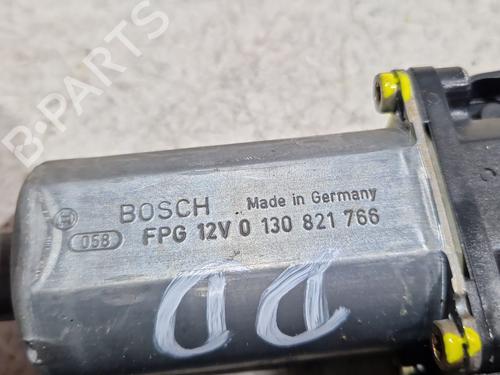 B-PARTS
BOSCH Made in Germany
058 FPG 12V 0 130 821 766
DD